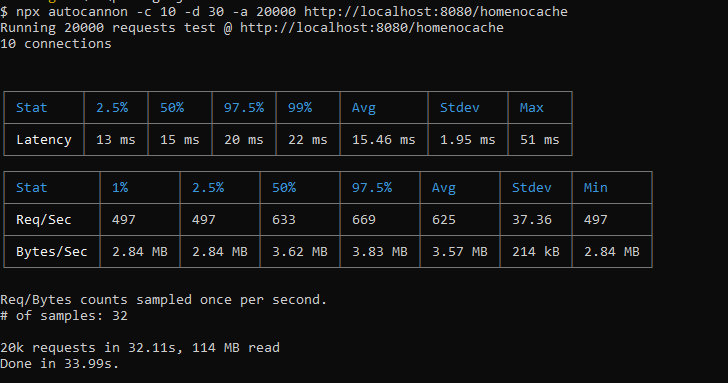 $ npx autocannon -c 10 -d 30 -a 20000 http://localhost:8080/homenocache
Running 20000 requests test @ http://localhost:8080/homenocache
10 connections
Stat 2.5% 50% 97.5% 99% Avg Stdev Max
Latency 13 ms 15 ms 20 ms 22 ms 15.46 ms 1.95 ms 51 ms
Stat 1% 2.5% 50% 97.5% Avg Stdev Min
Req/Sec 497 497 633 669 625 37.36 497
Bytes/Sec 2.84 MB 2.84 MB 3.62 MB 3.83 MB 3.57 MB 214 kB 2.84 MB
Req/Bytes counts sampled once per second.
# of samples: 32
20k requests in 32.11s, 114 MB read
Done in 33.99s.